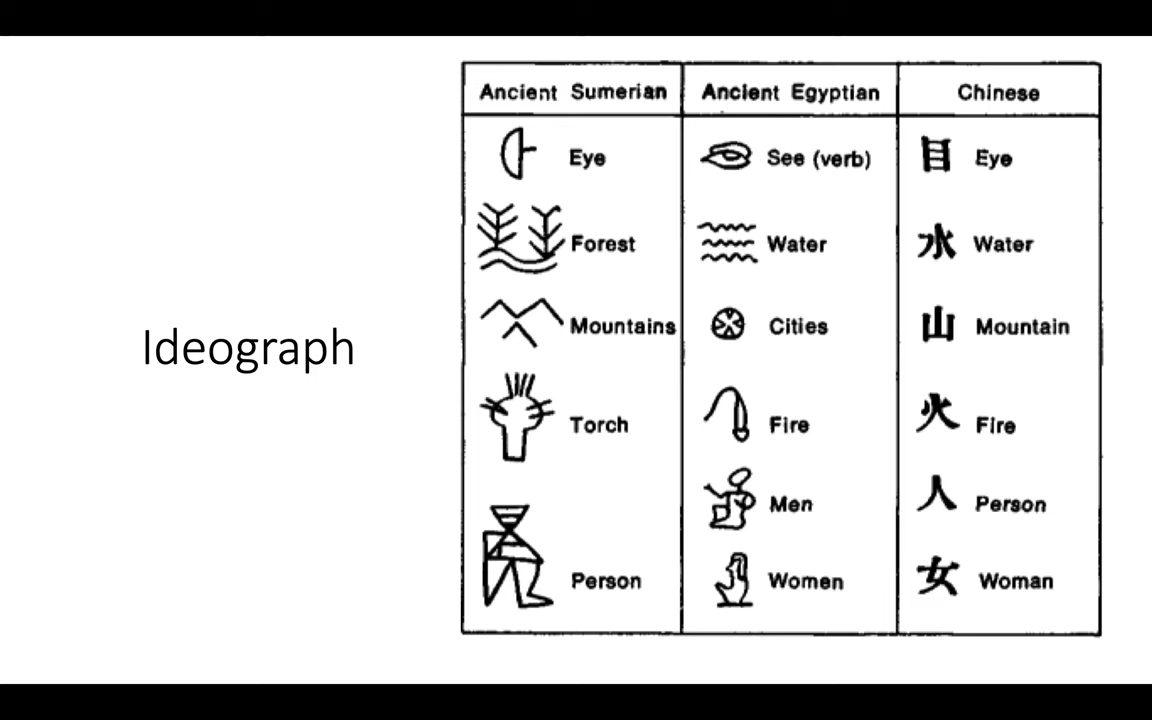 Ideograph
Ancient Sumerian Ancient Egyptian Chinese
Eye See (verb) 目 Eye
Forest Water 水 Water
Mountains Cities 山 Mountain
Torch Fire 火 Fire
Men 人 Person
Person Women 女 Woman